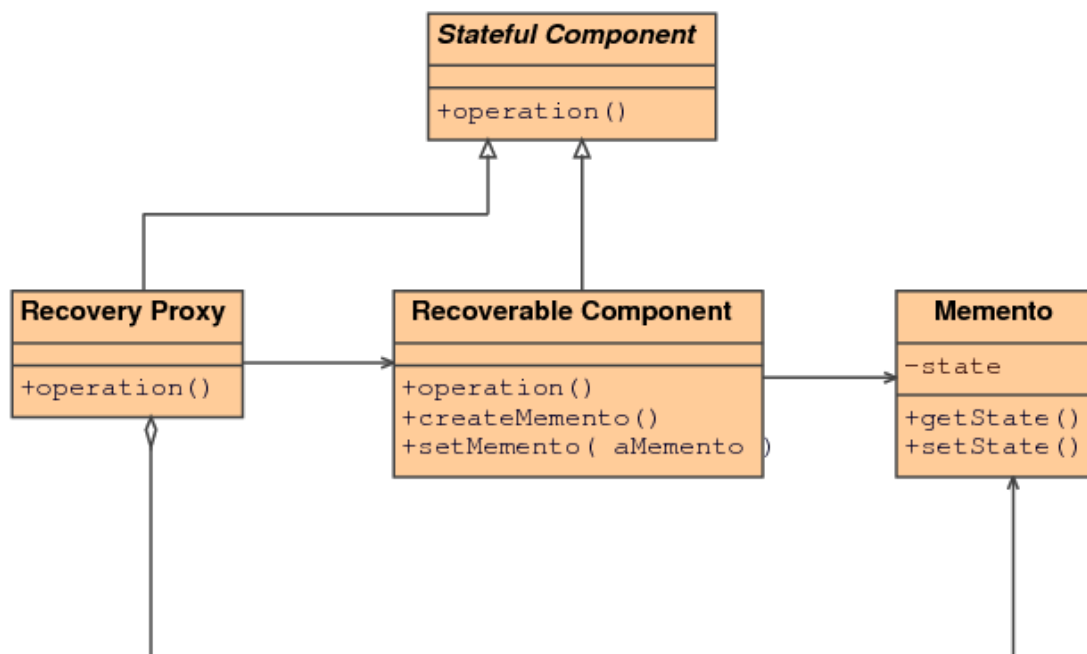 Stateful Component
+operation()
Recovery Proxy
+operation()
Recoverable Component
+operation()
+createMemento()
+setMemento( aMemento )
Memento
-state
+getState()
+setState()